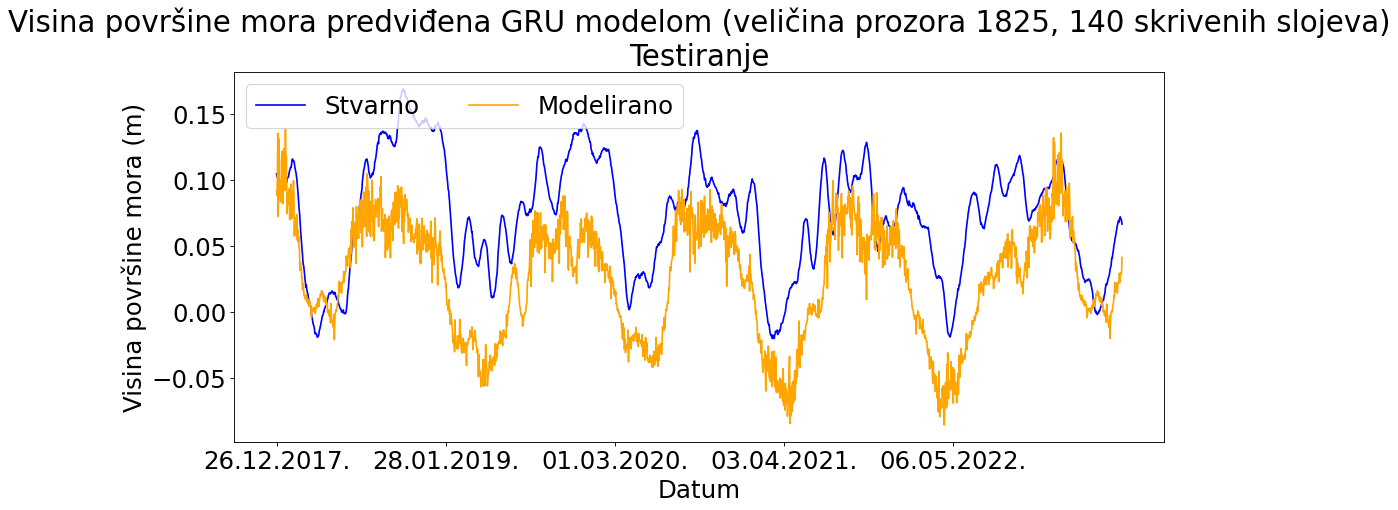 Visina površine mora predviđena GRU modelom (veličina prozora 1825, 140 skrivenih slojeva)
Testiranje
Stvarno Modelirano
Visina površine mora (m)
0.15
0.10
0.05
0.00
−0.05
26.12.2017. 28.01.2019. 01.03.2020. 03.04.2021. 06.05.2022.
Datum